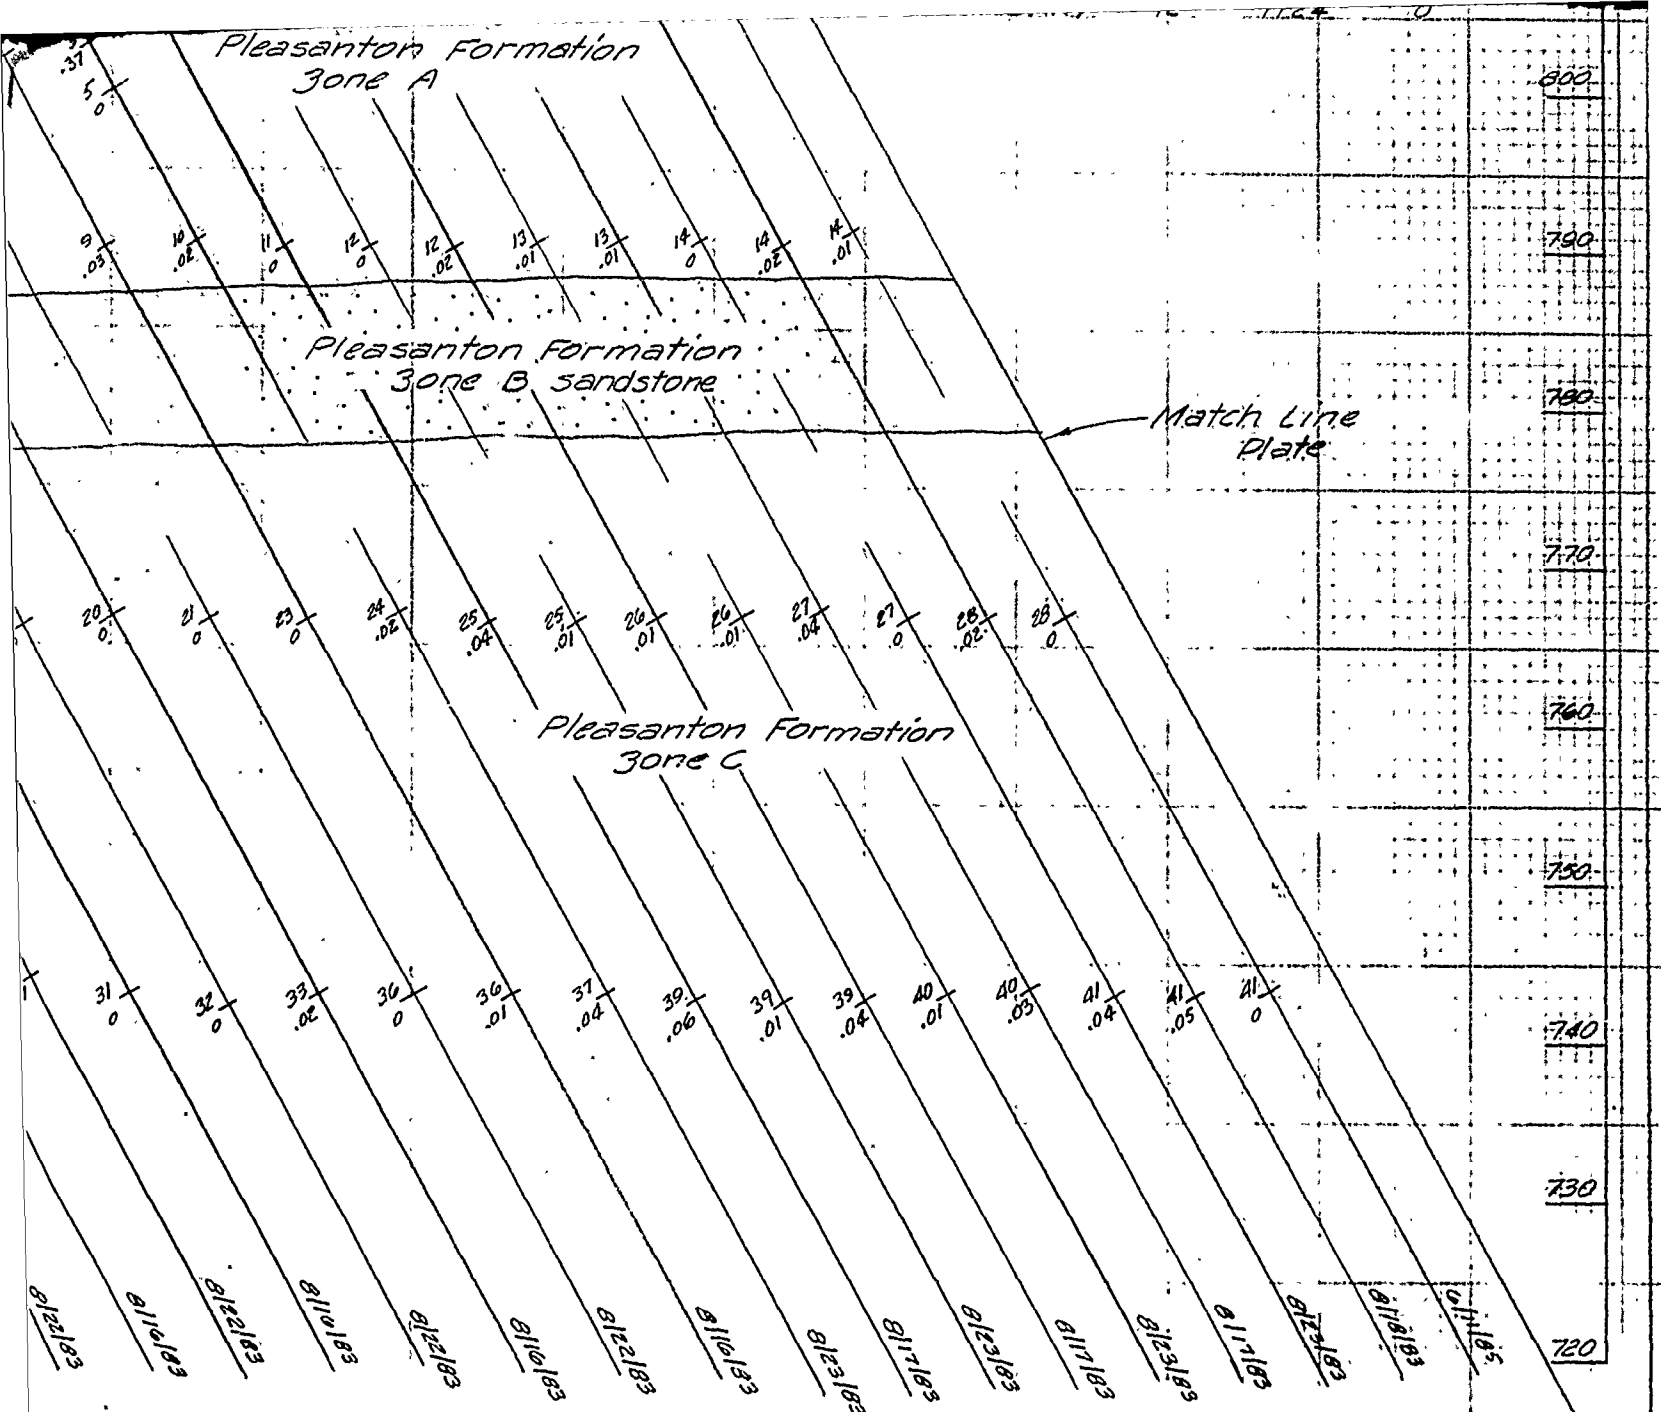 Pleasanton Formation
Zone A
.37
5
0
800
9 10 11 12 12 13 13 14 14 14
.03 .02 0 0 .02 .01 .01 0 .02 .01
790
Pleasanton Formation
Zone B sandstone
780
Match Line
Plate
770
20 21 23 24 25 25 26 26 27 27 28 28
0 0 0 .02 .04 .01 .01 .01 .04 0 .02 0
760
Pleasanton Formation
Zone C
750
31 32 33 36 36 37 39 39 39 40 40 41 41 41
0 0 .02 0 .01 .04 .06 .01 .04 .01 .03 .04 .05 0
740
730
720
8/22/83
8/16/83
8/22/83
8/16/83
8/22/83
8/16/83
8/22/83
8/16/83
8/23/83
8/17/83
8/23/83
8/17/83
8/23/83
8/17/83
8/23/83
8/18/83